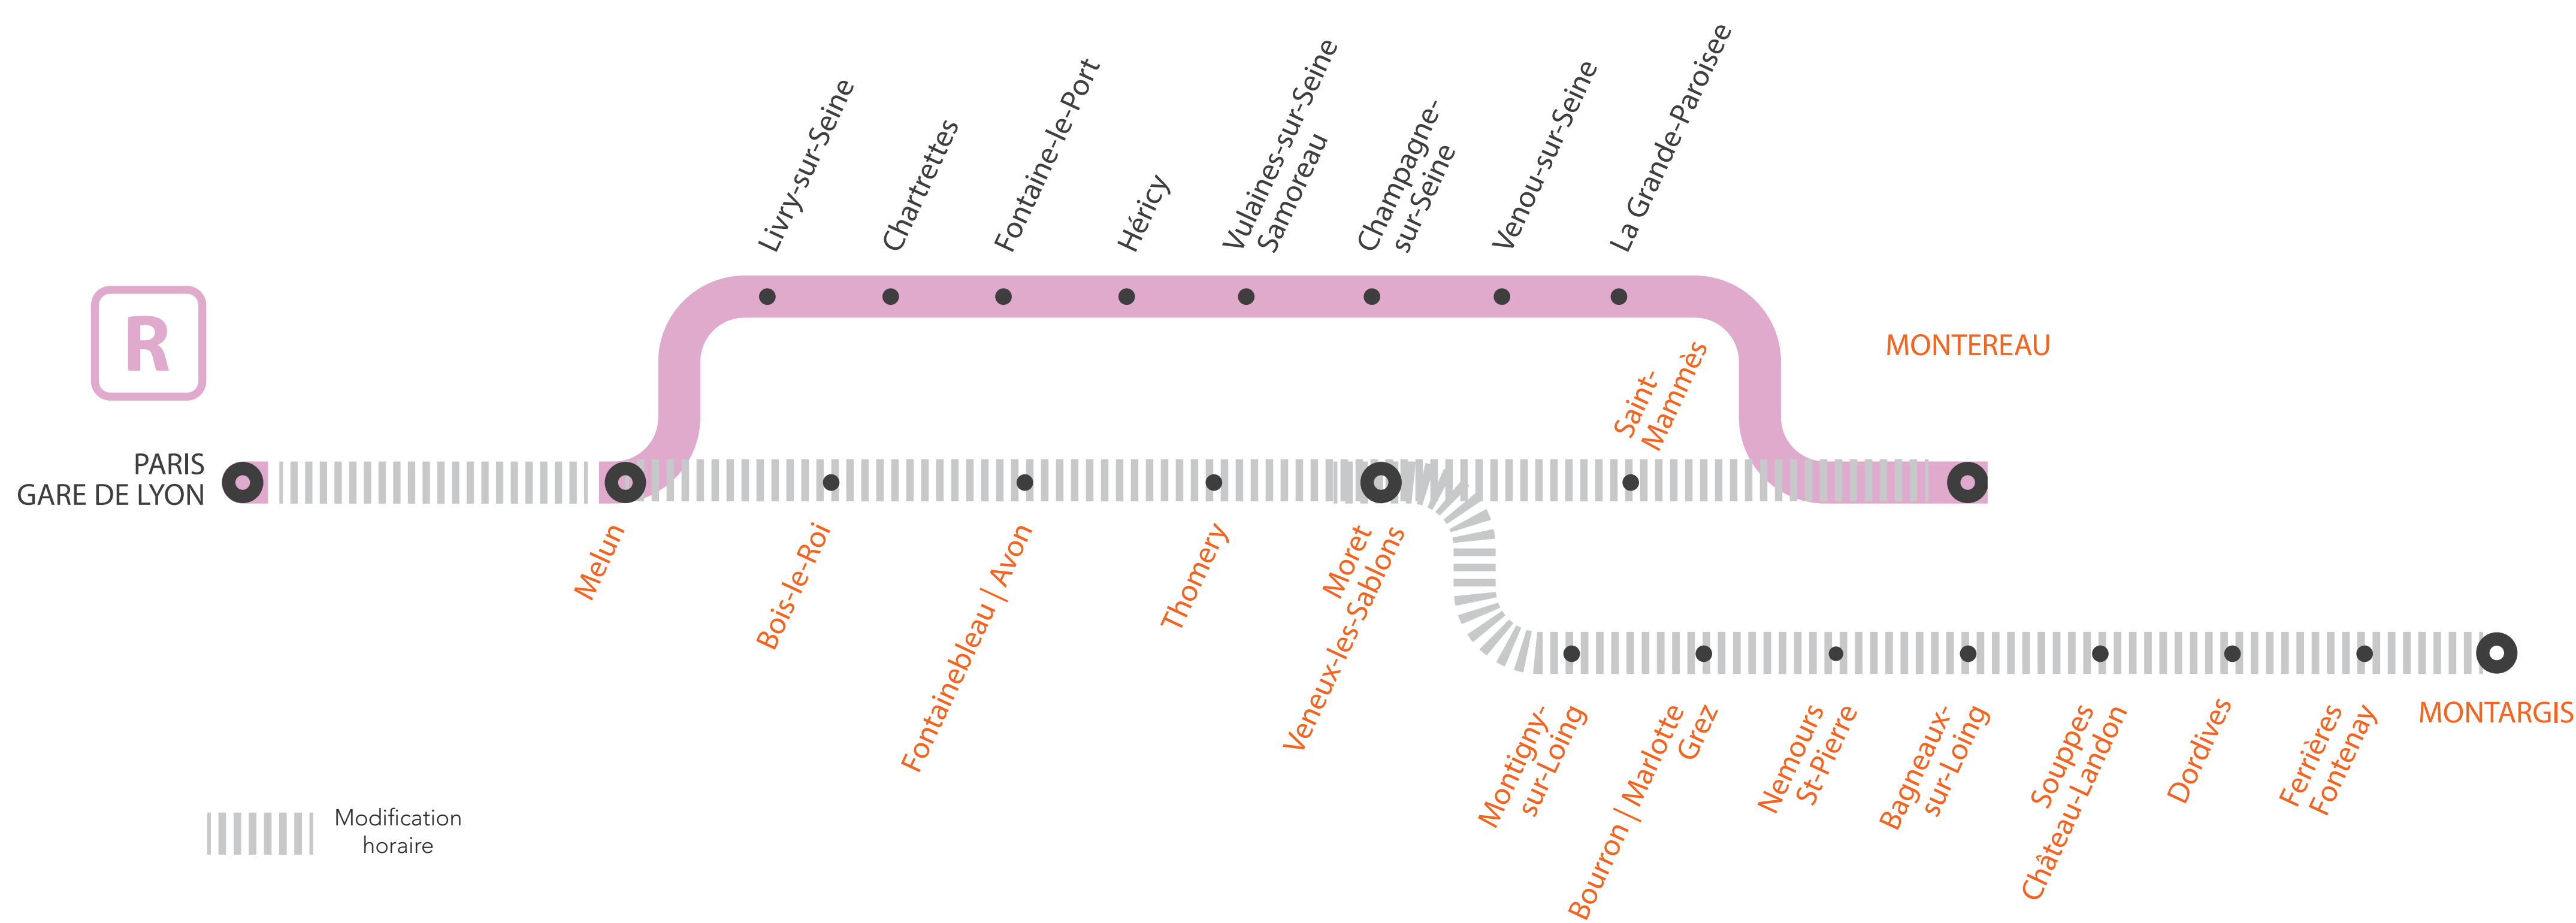 Livry-sur-Seine
Chartrettes
Fontaine-le-Port
Héricy
Vulaines-sur-Seine
Samoreau
Champagne-
sur-Seine
Venou-sur-Seine
La Grande-Paroisee
R
MONTEREAU
Saint-
Mammès
PARIS
GARE DE LYON
Melun
Bois-le-Roi
Fontainebleau | Avon
Thomery
Moret
Veneux-les-Sablons
Montigny-
sur-Loing
Bourron | Marlotte
Grez
Nemours
St-Pierre
Bagneaux-
sur-Loing
Souppes
Château-Landon
Dordives
Ferrières
Fontenay
MONTARGIS
Modification
horaire